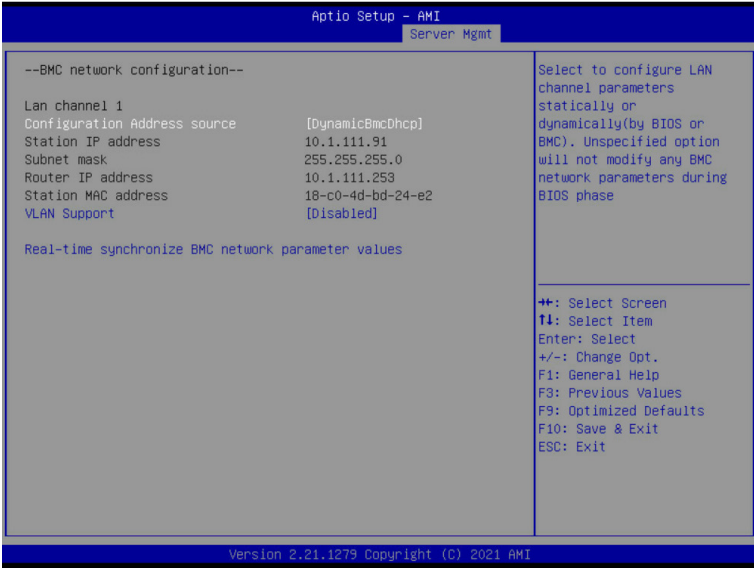 Aptio Setup – AMI
Server Mgmt
--BMC network configuration--
Lan channel 1
Configuration Address source [DynamicBmcDhcp]
Station IP address 10.1.111.91
Subnet mask 255.255.255.0
Router IP address 10.1.111.253
Station MAC address 18-c0-4d-bd-24-e2
VLAN Support [Disabled]
Real-time synchronize BMC network parameter values
Select to configure LAN
channel parameters
statically or
dynamically(by BIOS or
BMC). Unspecified option
will not modify any BMC
network parameters during
BIOS phase
→←: Select Screen
↑↓: Select Item
Enter: Select
+/-: Change Opt.
F1: General Help
F3: Previous Values
F9: Optimized Defaults
F10: Save & Exit
ESC: Exit
Version 2.21.1279 Copyright (C) 2021 AMI